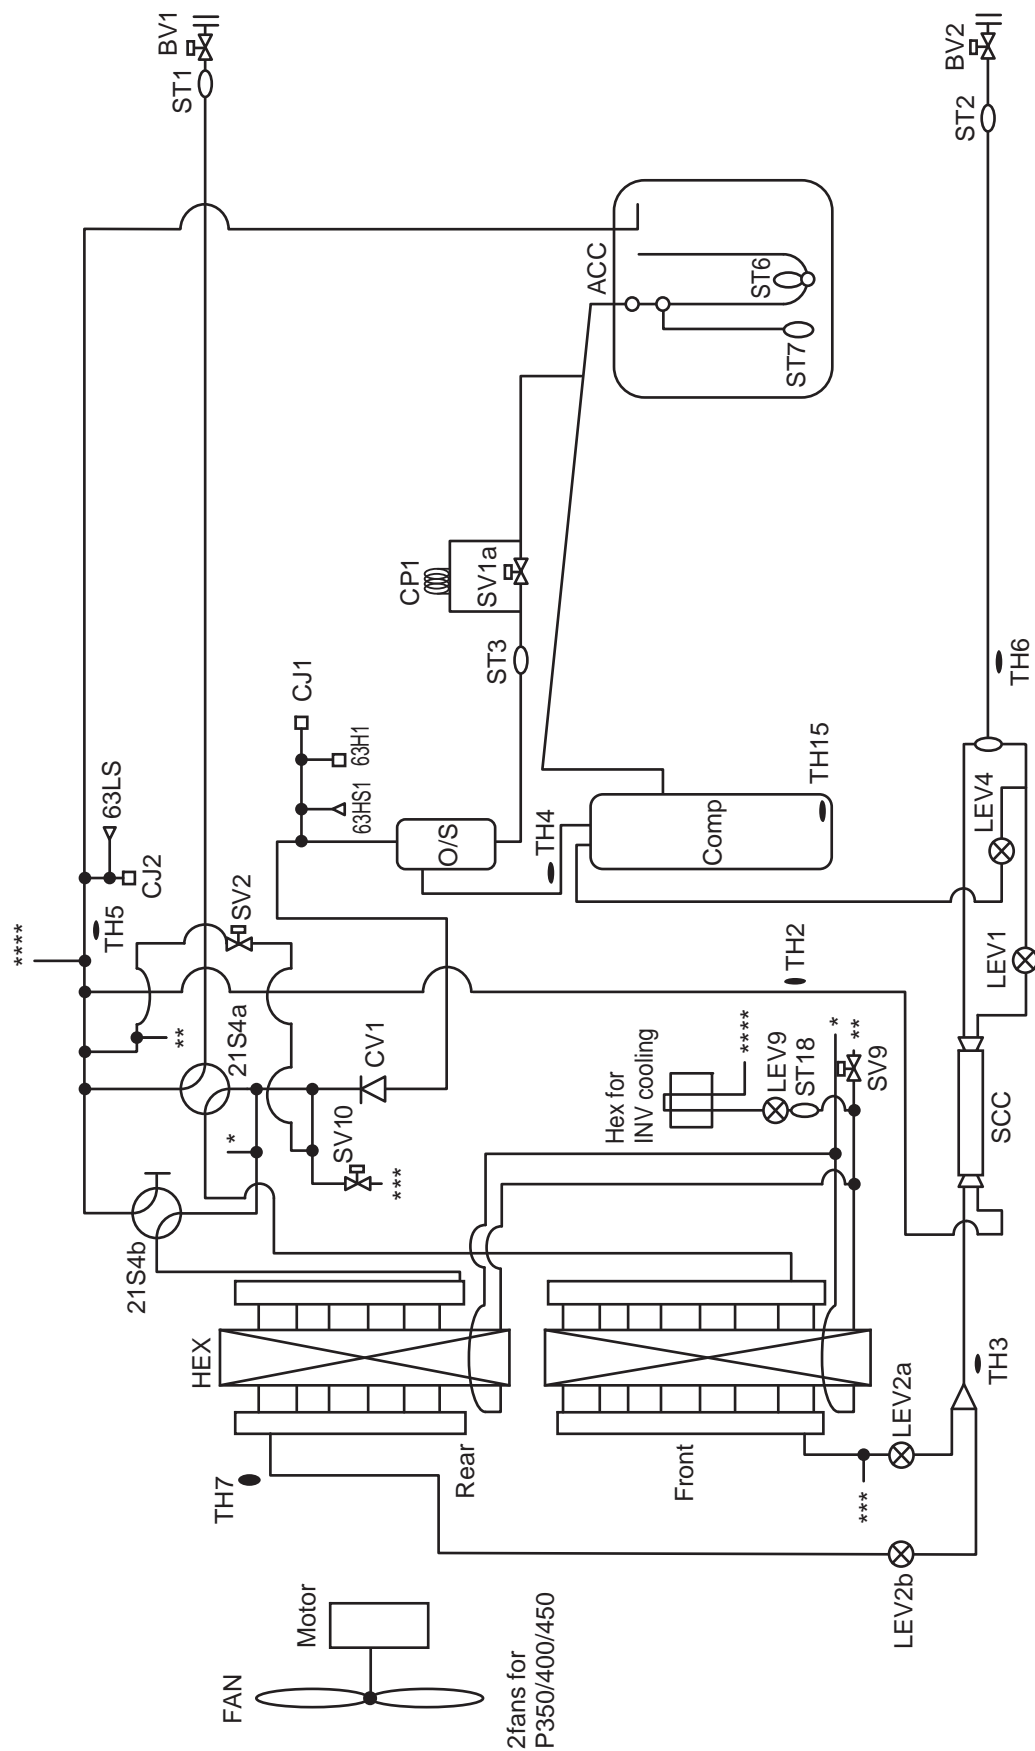 BV1
ST1
BV2
ST2
ACC
ST6
ST7
CP1
SV1a
ST3
CJ1
63H1
63HS1
O/S
TH4
Comp
TH15
TH6
LEV4
LEV1
63LS
CJ2
TH5
****
SV2
**
21S4a
CV1
*
SV10
***
21S4b
TH2
Hex for
INV cooling
****
LEV9
ST18
*
**
SV9
SCC
HEX
TH3
LEV2a
***
LEV2b
Front
Rear
TH7
Motor
FAN
2fans for
P350/400/450